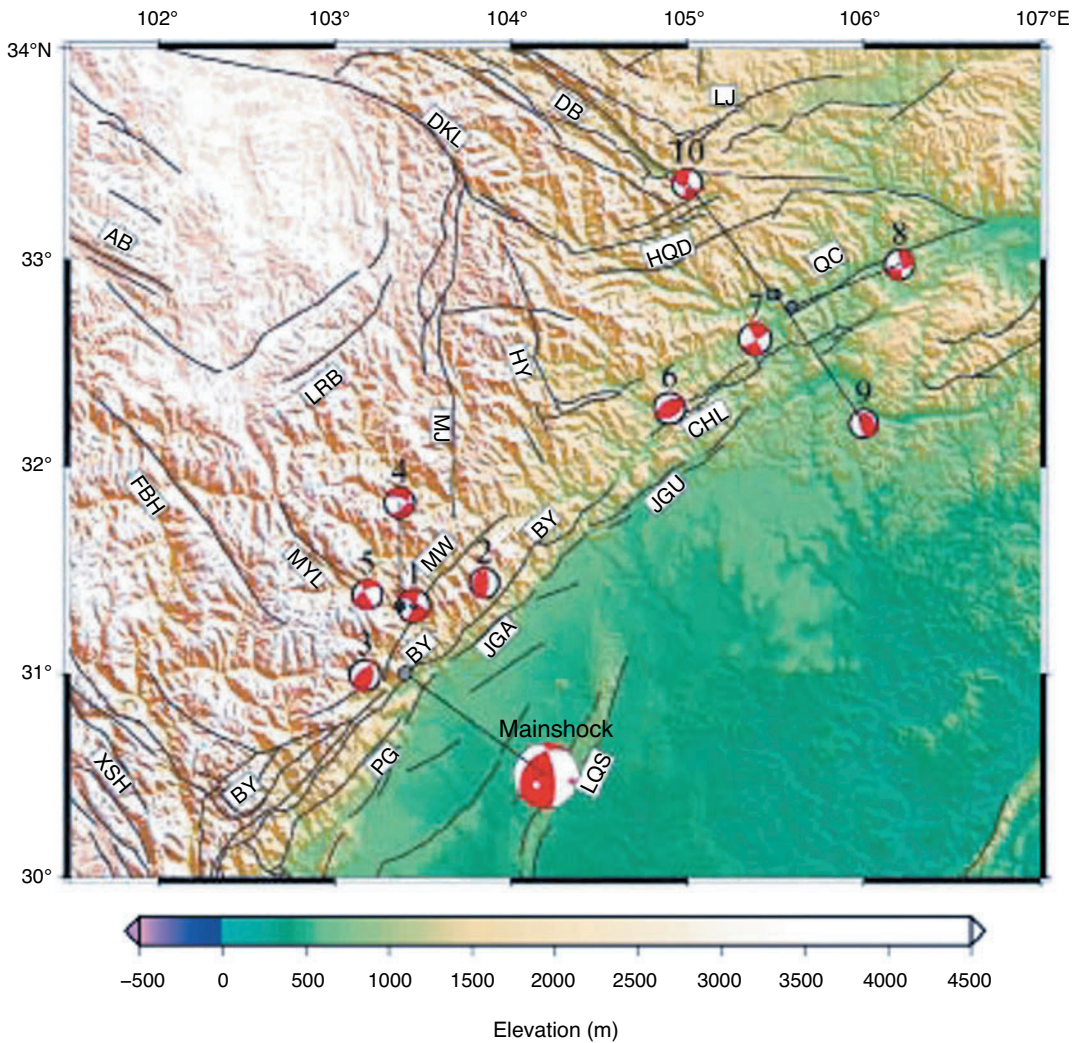 102° 103° 104° 105° 106° 107°E
34°N
LJ
DB
DKL
10
AB
HQD
QC
8
33°
7
HY
LRB
6
9
CHL
MJ
32°
4
JGU
FBH
BY
MW
2
MYL
5
1
JGA
BY
3
31°
Mainshock
PG
LQS
XSH
BY
30°
−500 0 500 1000 1500 2000 2500 3000 3500 4000 4500
Elevation (m)